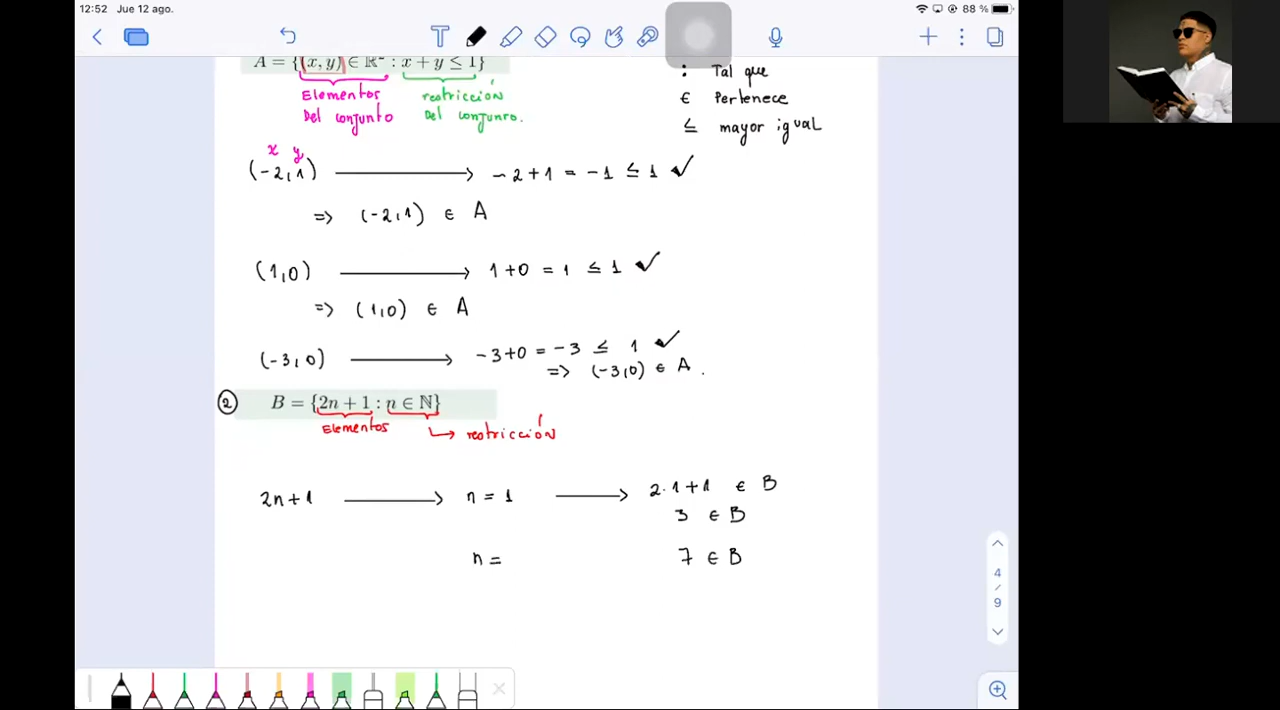 12:52 Jue 12 ago. 88 %
A = {(x, y) ∈ ℝ² : x + y ≤ 1}
Elementos
Del conjunto
restricción
Del conjunro.
: Tal que
∈ Pertenece
≤ mayor igual
x y
(-2,1) → -2+1 = -1 ≤ 1 ✓
=> (-2,1) ∈ A
(1,0) → 1+0 = 1 ≤ 1 ✓
=> (1,0) ∈ A
(-3,0) → -3+0 = -3 ≤ 1 ✓
=> (-3,0) ∈ A.
② B = {2n + 1 : n ∈ ℕ}
Elementos
↳ restricción
2n+1 → n = 1 → 2·1+1 ∈ B
3 ∈ B
n = 7 ∈ B
4
/
9